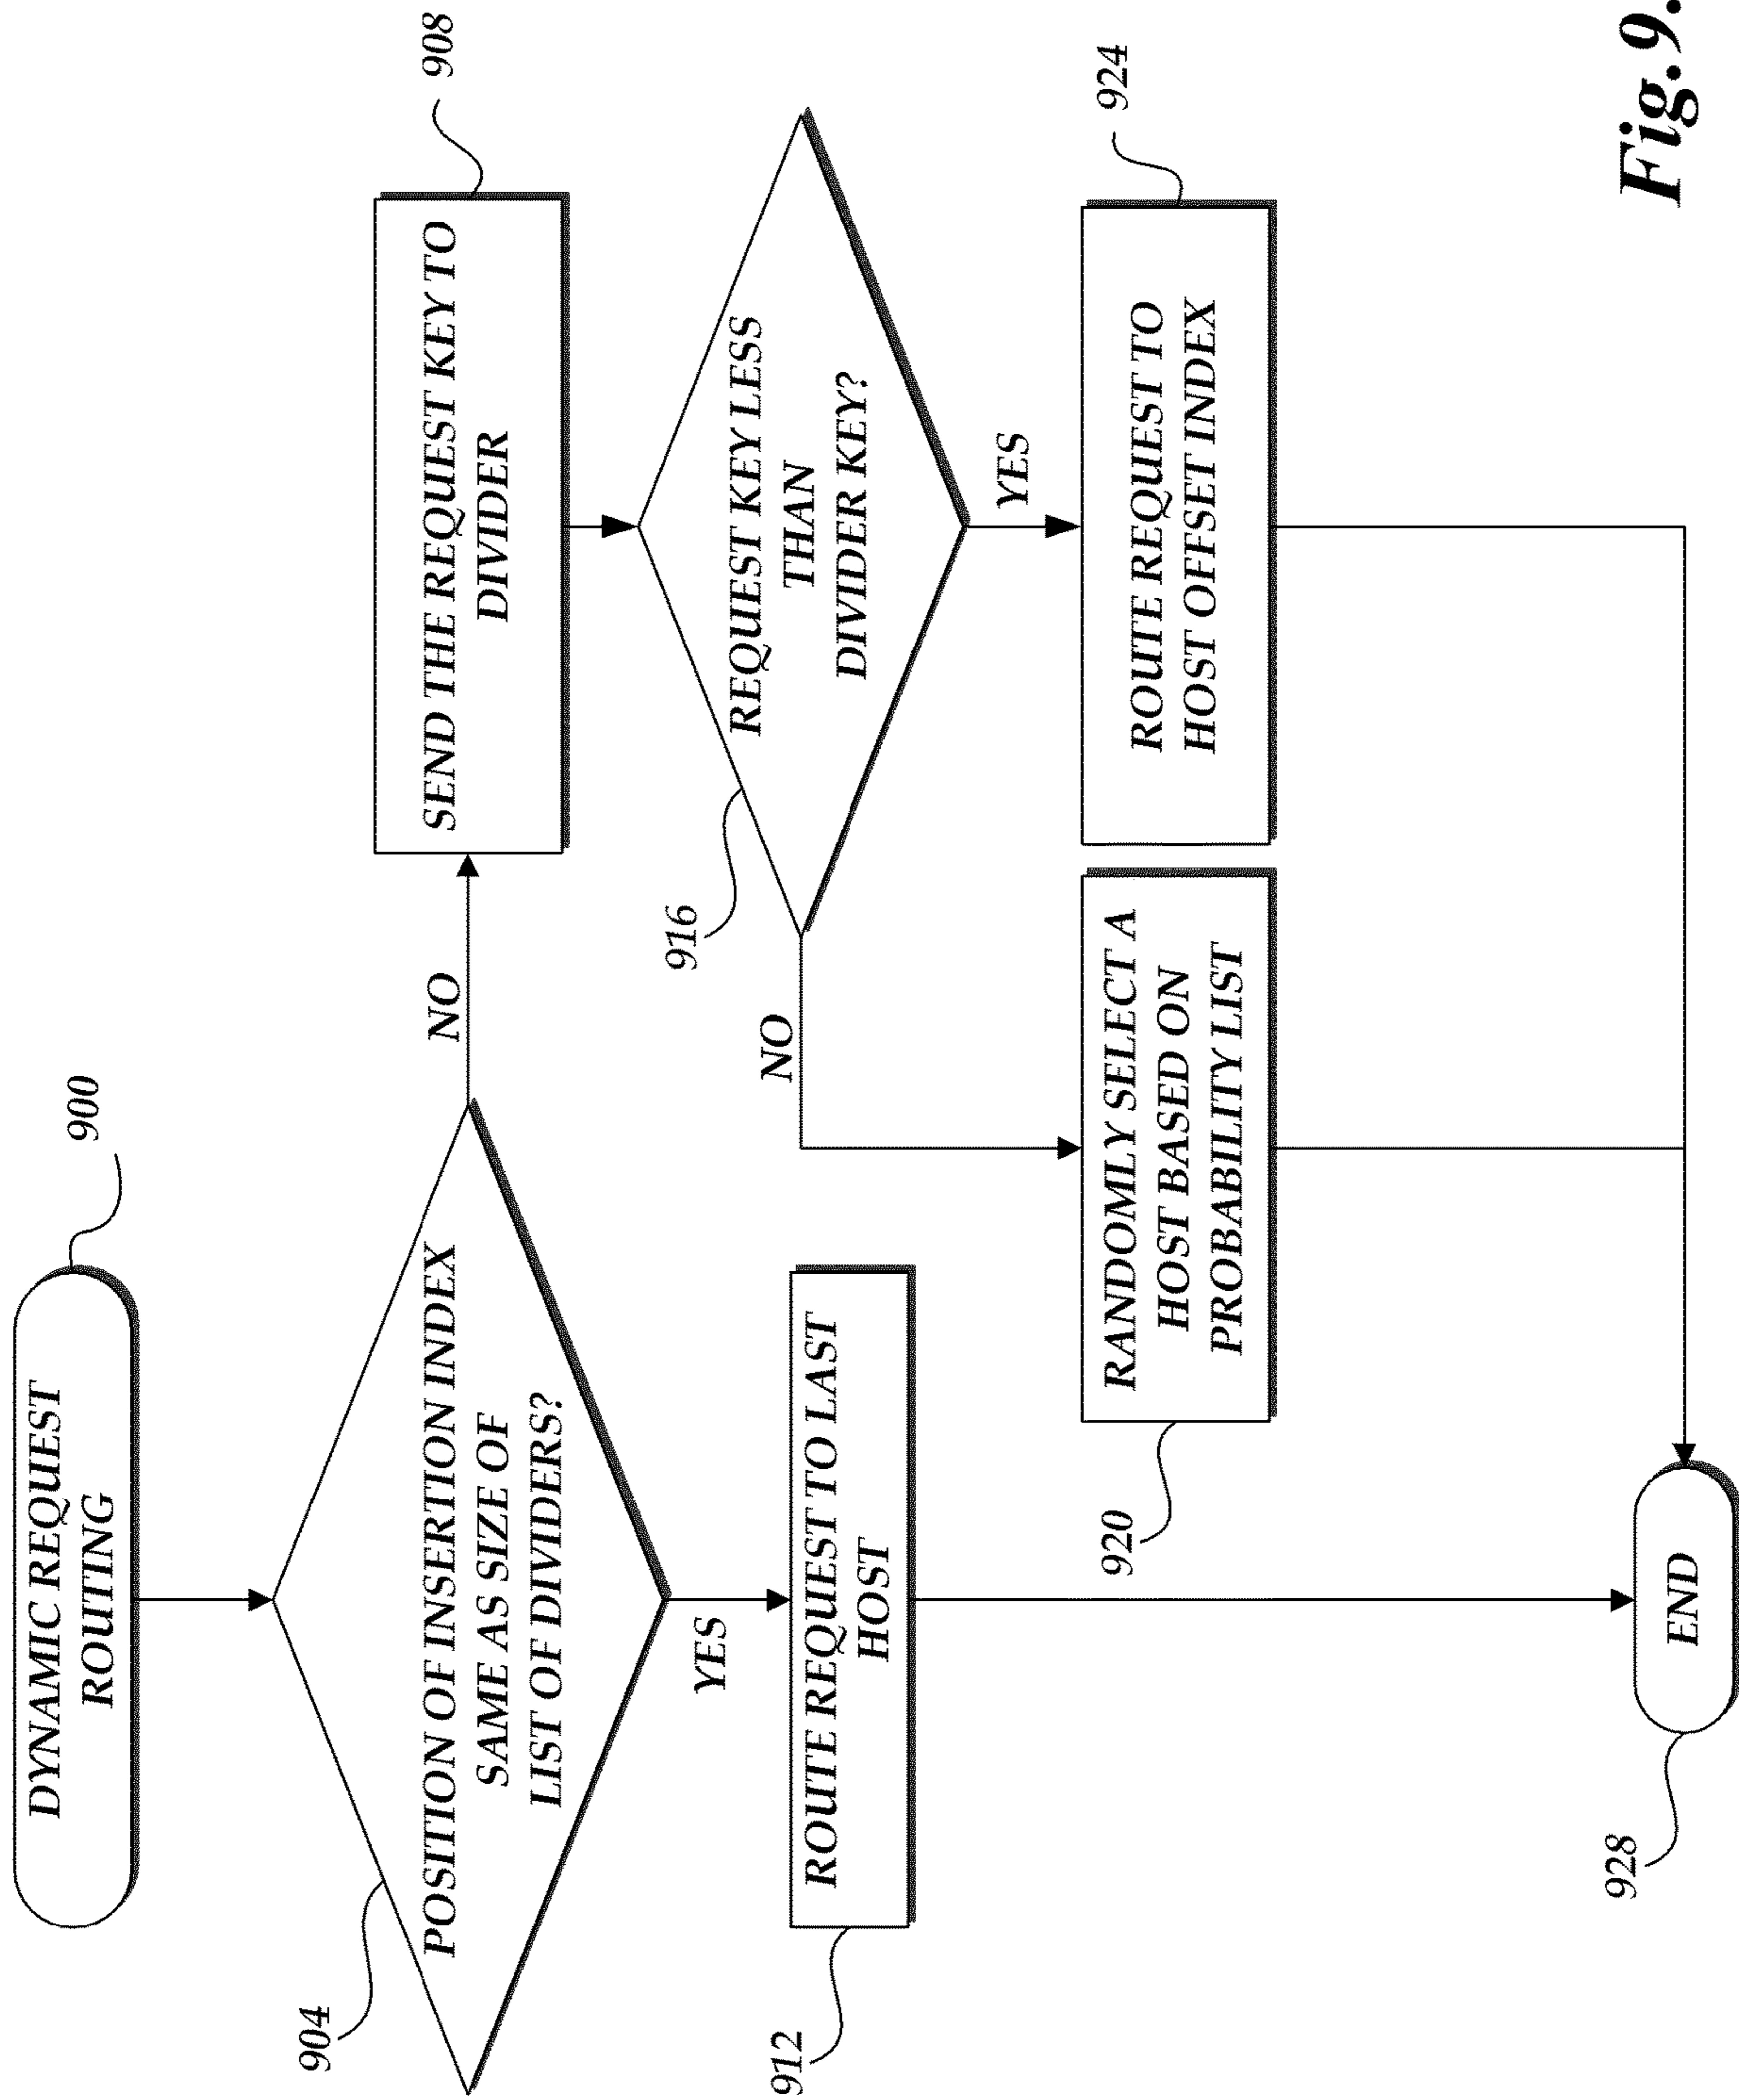 DYNAMIC REQUEST
ROUTING
900
904
POSITION OF INSERTION INDEX
SAME AS SIZE OF
LIST OF DIVIDERS?
NO
908
SEND THE REQUEST KEY TO
DIVIDER
YES
912
ROUTE REQUEST TO LAST
HOST
916
REQUEST KEY LESS
THAN
DIVIDER KEY?
NO
YES
920
RANDOMLY SELECT A
HOST BASED ON
PROBABILITY LIST
924
ROUTE REQUEST TO
HOST OFFSET INDEX
928
END
Fig.9.